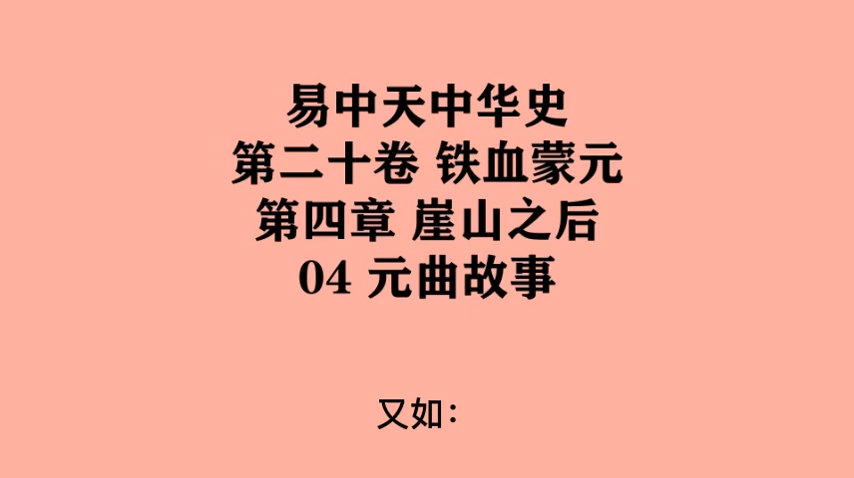 易中天中华史
第二十卷 铁血蒙元
第四章 崖山之后
04 元曲故事
又如：